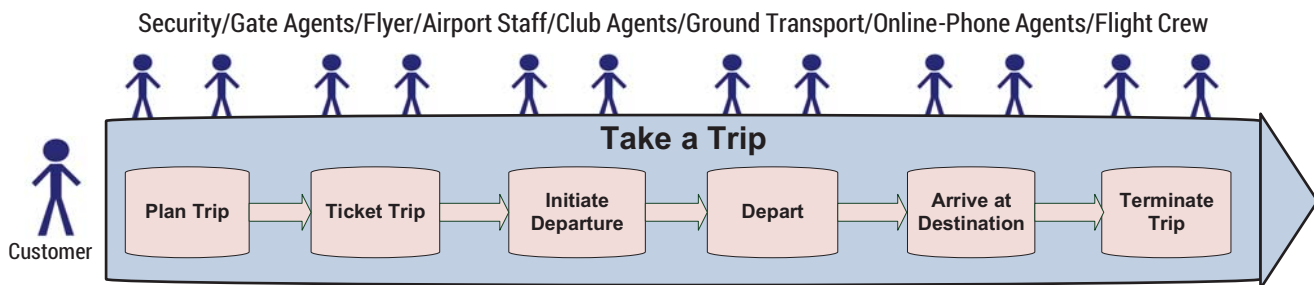 Security/Gate Agents/Flyer/Airport Staff/Club Agents/Ground Transport/Online-Phone Agents/Flight Crew
Take a Trip
Plan Trip
Ticket Trip
Initiate
Departure
Depart
Arrive at
Destination
Terminate
Trip
Customer